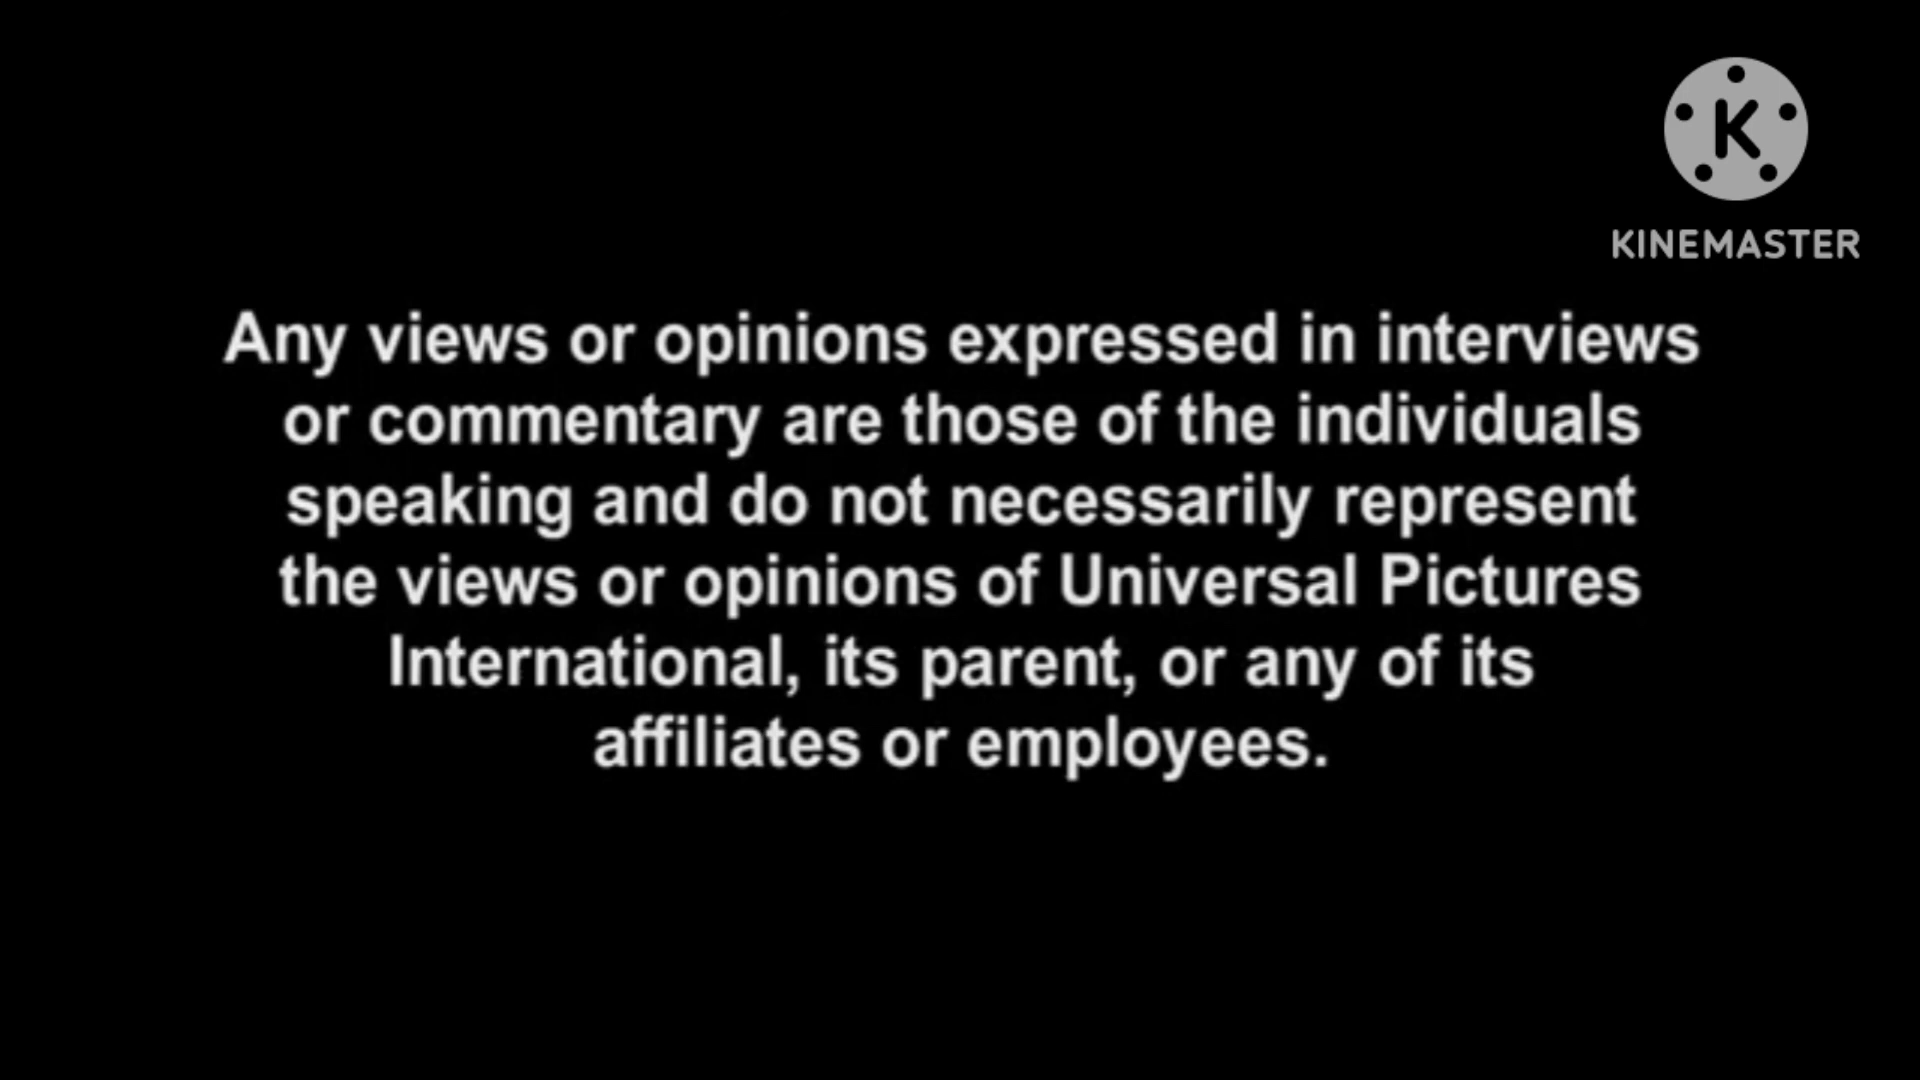 K
KINEMASTER
Any views or opinions expressed in interviews
or commentary are those of the individuals
speaking and do not necessarily represent
the views or opinions of Universal Pictures
International, its parent, or any of its
affiliates or employees.